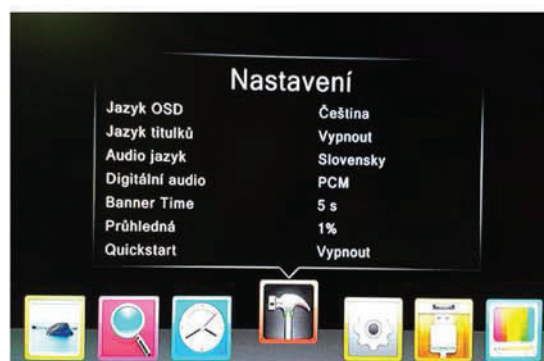 Nastavení
Jazyk OSD Čeština
Jazyk titulků Vypnout
Audio jazyk Slovensky
Digitální audio PCM
Banner Time 5 s
Průhledná 1%
Quickstart Vypnout